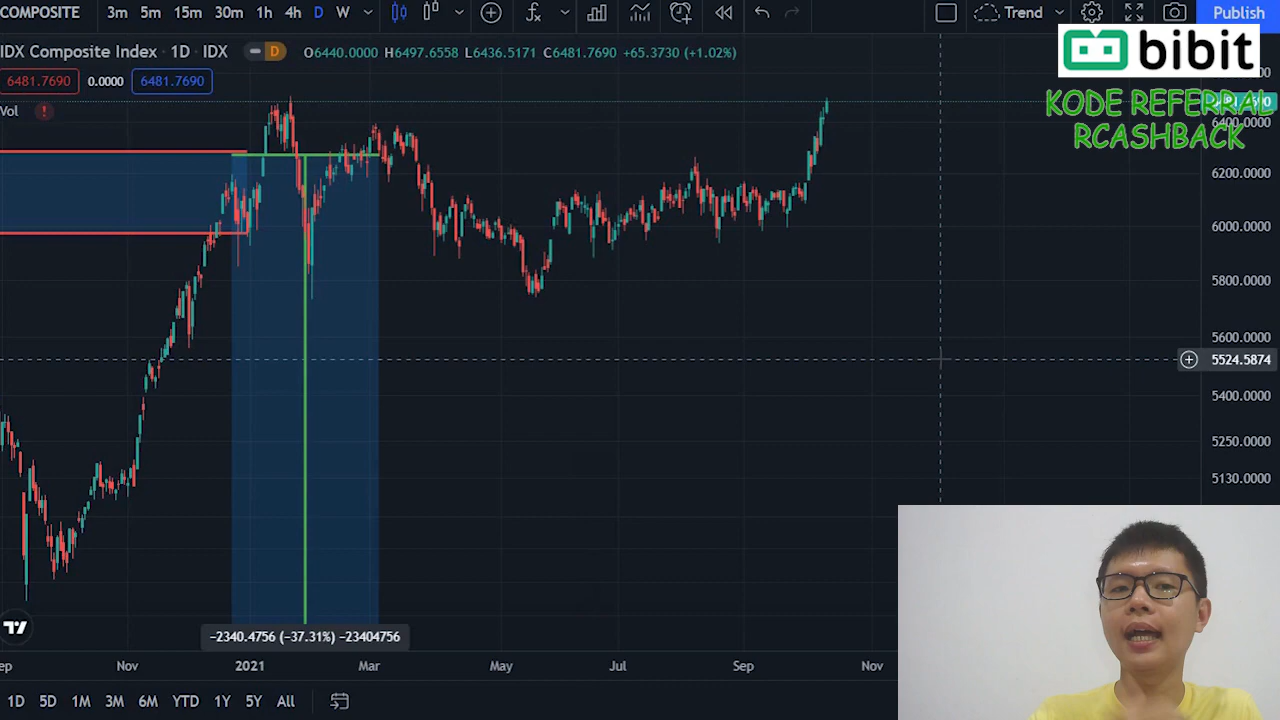 COMPOSITE 3m 5m 15m 30m 1h 4h D W Trend Publish
IDX Composite Index · 1D · IDX D O6440.0000 H6497.6558 L6436.5171 C6481.7690 +65.3730 (+1.02%)
bibit
6481.7690 0.0000 6481.7690
KODE REFERRAL
RCASHBACK
Vol
6400.0000
6200.0000
6000.0000
5800.0000
5600.0000
5524.5874
5400.0000
5250.0000
5130.0000
−2340.4756 (−37.31%) −23404756
Nov 2021 Mar May Jul Sep Nov
1D 5D 1M 3M 6M YTD 1Y 5Y All